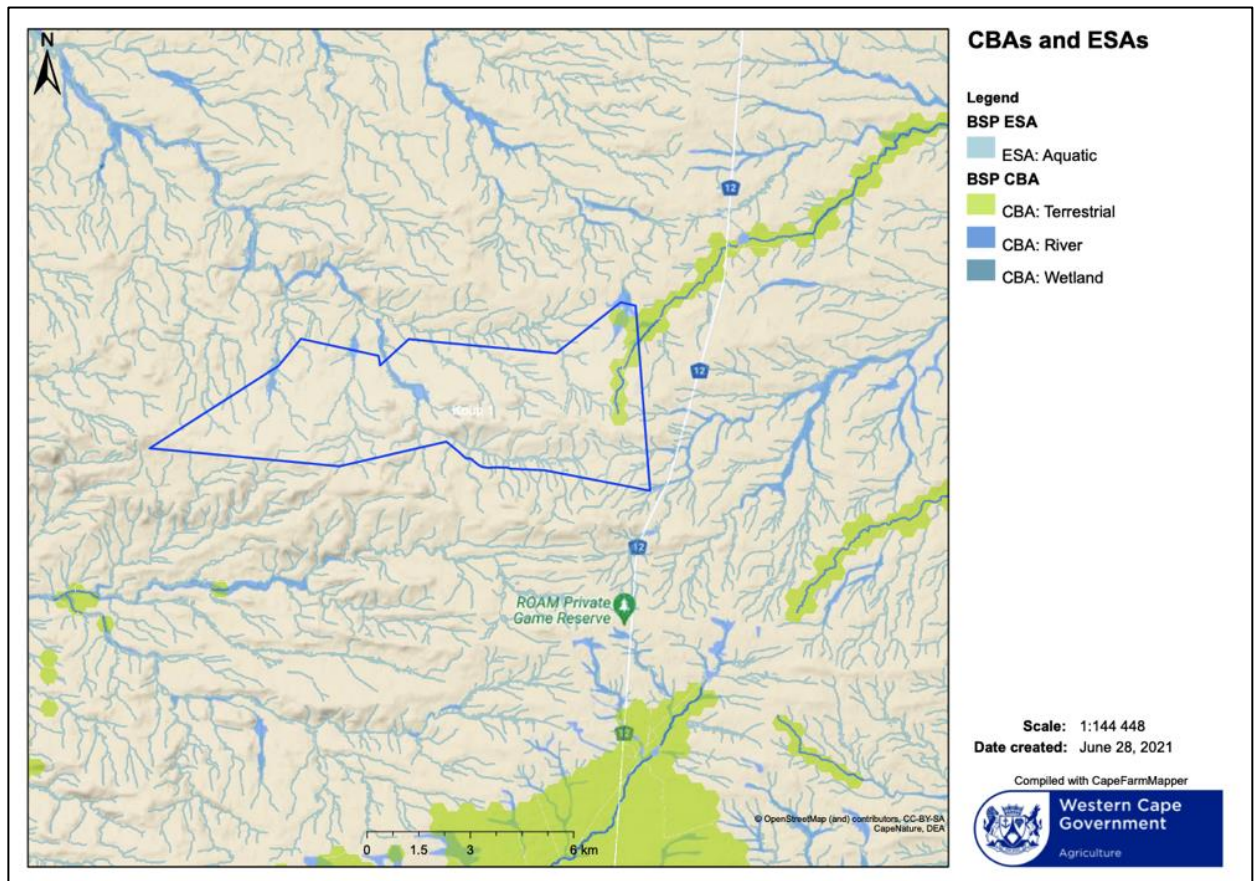 CBAs and ESAs
Legend
BSP ESA
ESA: Aquatic
BSP CBA
CBA: Terrestrial
CBA: River
CBA: Wetland
N
12
12
12
12
Koup 1
ROAM Private
Game Reserve
0 1.5 3 6 km
© OpenStreetMap (and) contributors, CC-BY-SA
CapeNature, DEA
Scale: 1:144 448
Date created: June 28, 2021
Compiled with CapeFarmMapper
Western Cape
Government
Agriculture